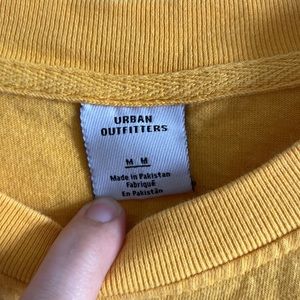 URBAN
OUTFITTERS
M M
Made in Pakistan
Fabriqué
En Pakistan